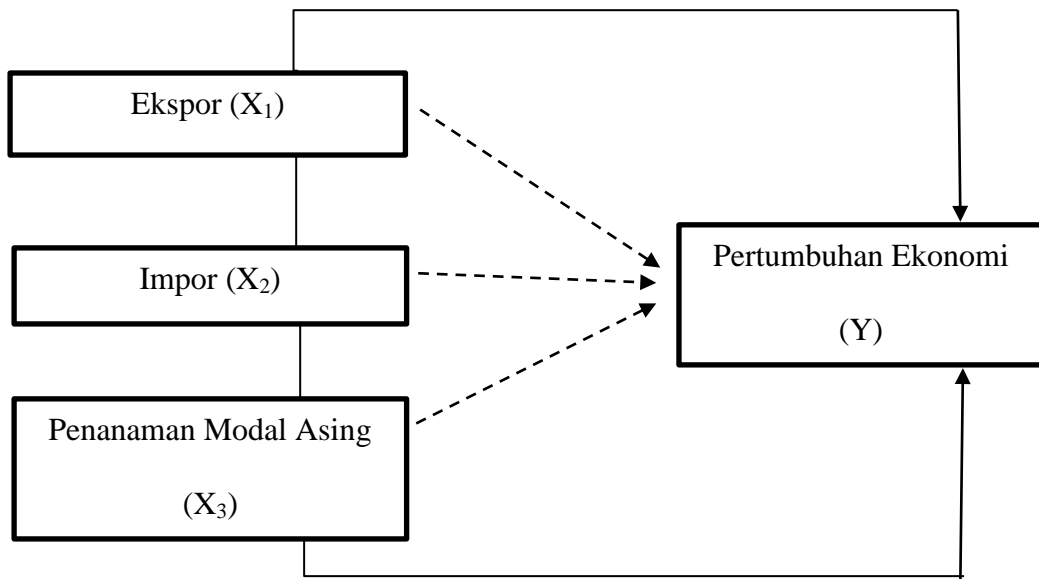 Ekspor (X₁)
Impor (X₂)
Penanaman Modal Asing
(X₃)
Pertumbuhan Ekonomi
(Y)